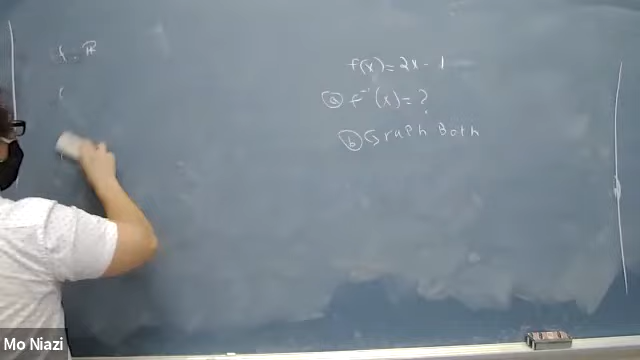 f(x) = 2x - 1
ⓐ f⁻¹(x) = ?
ⓑ Graph Both
Mo Niazi